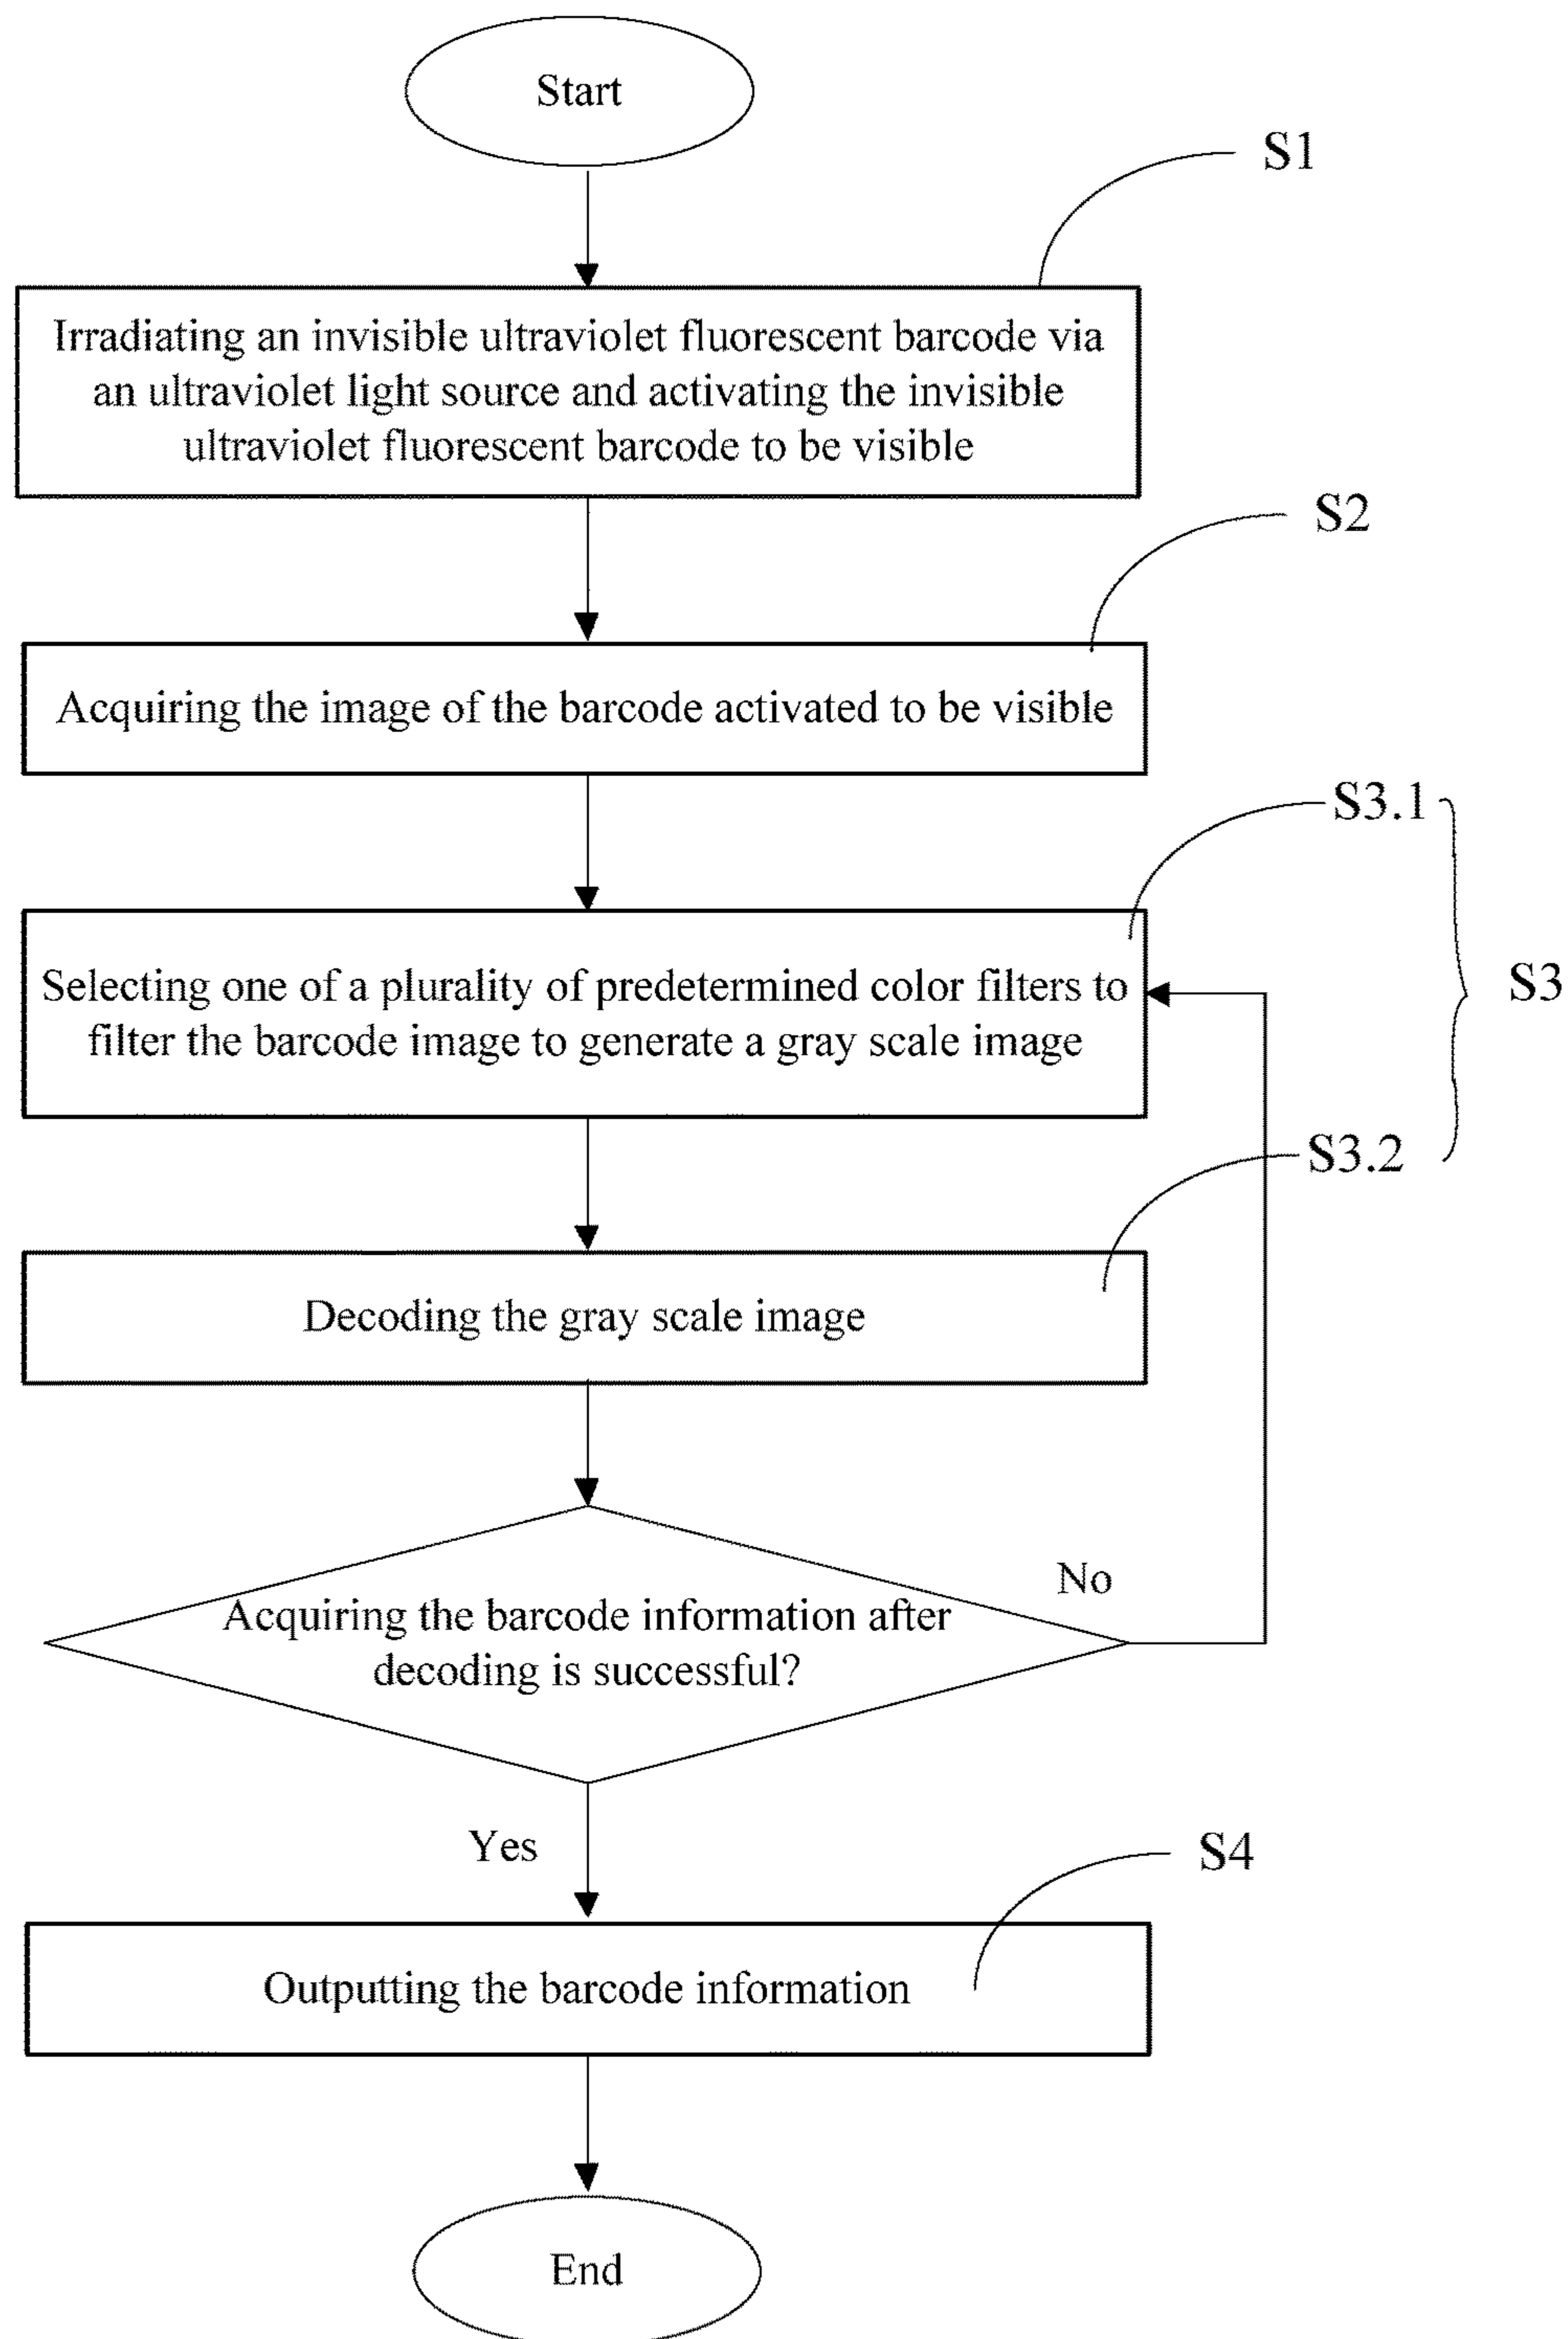 Start
S1
Irradiating an invisible ultraviolet fluorescent barcode via
an ultraviolet light source and activating the invisible
ultraviolet fluorescent barcode to be visible
S2
Acquiring the image of the barcode activated to be visible
S3.1
Selecting one of a plurality of predetermined color filters to
filter the barcode image to generate a gray scale image
S3
S3.2
Decoding the gray scale image
No
Acquiring the barcode information after
decoding is successful?
Yes
S4
Outputting the barcode information
End